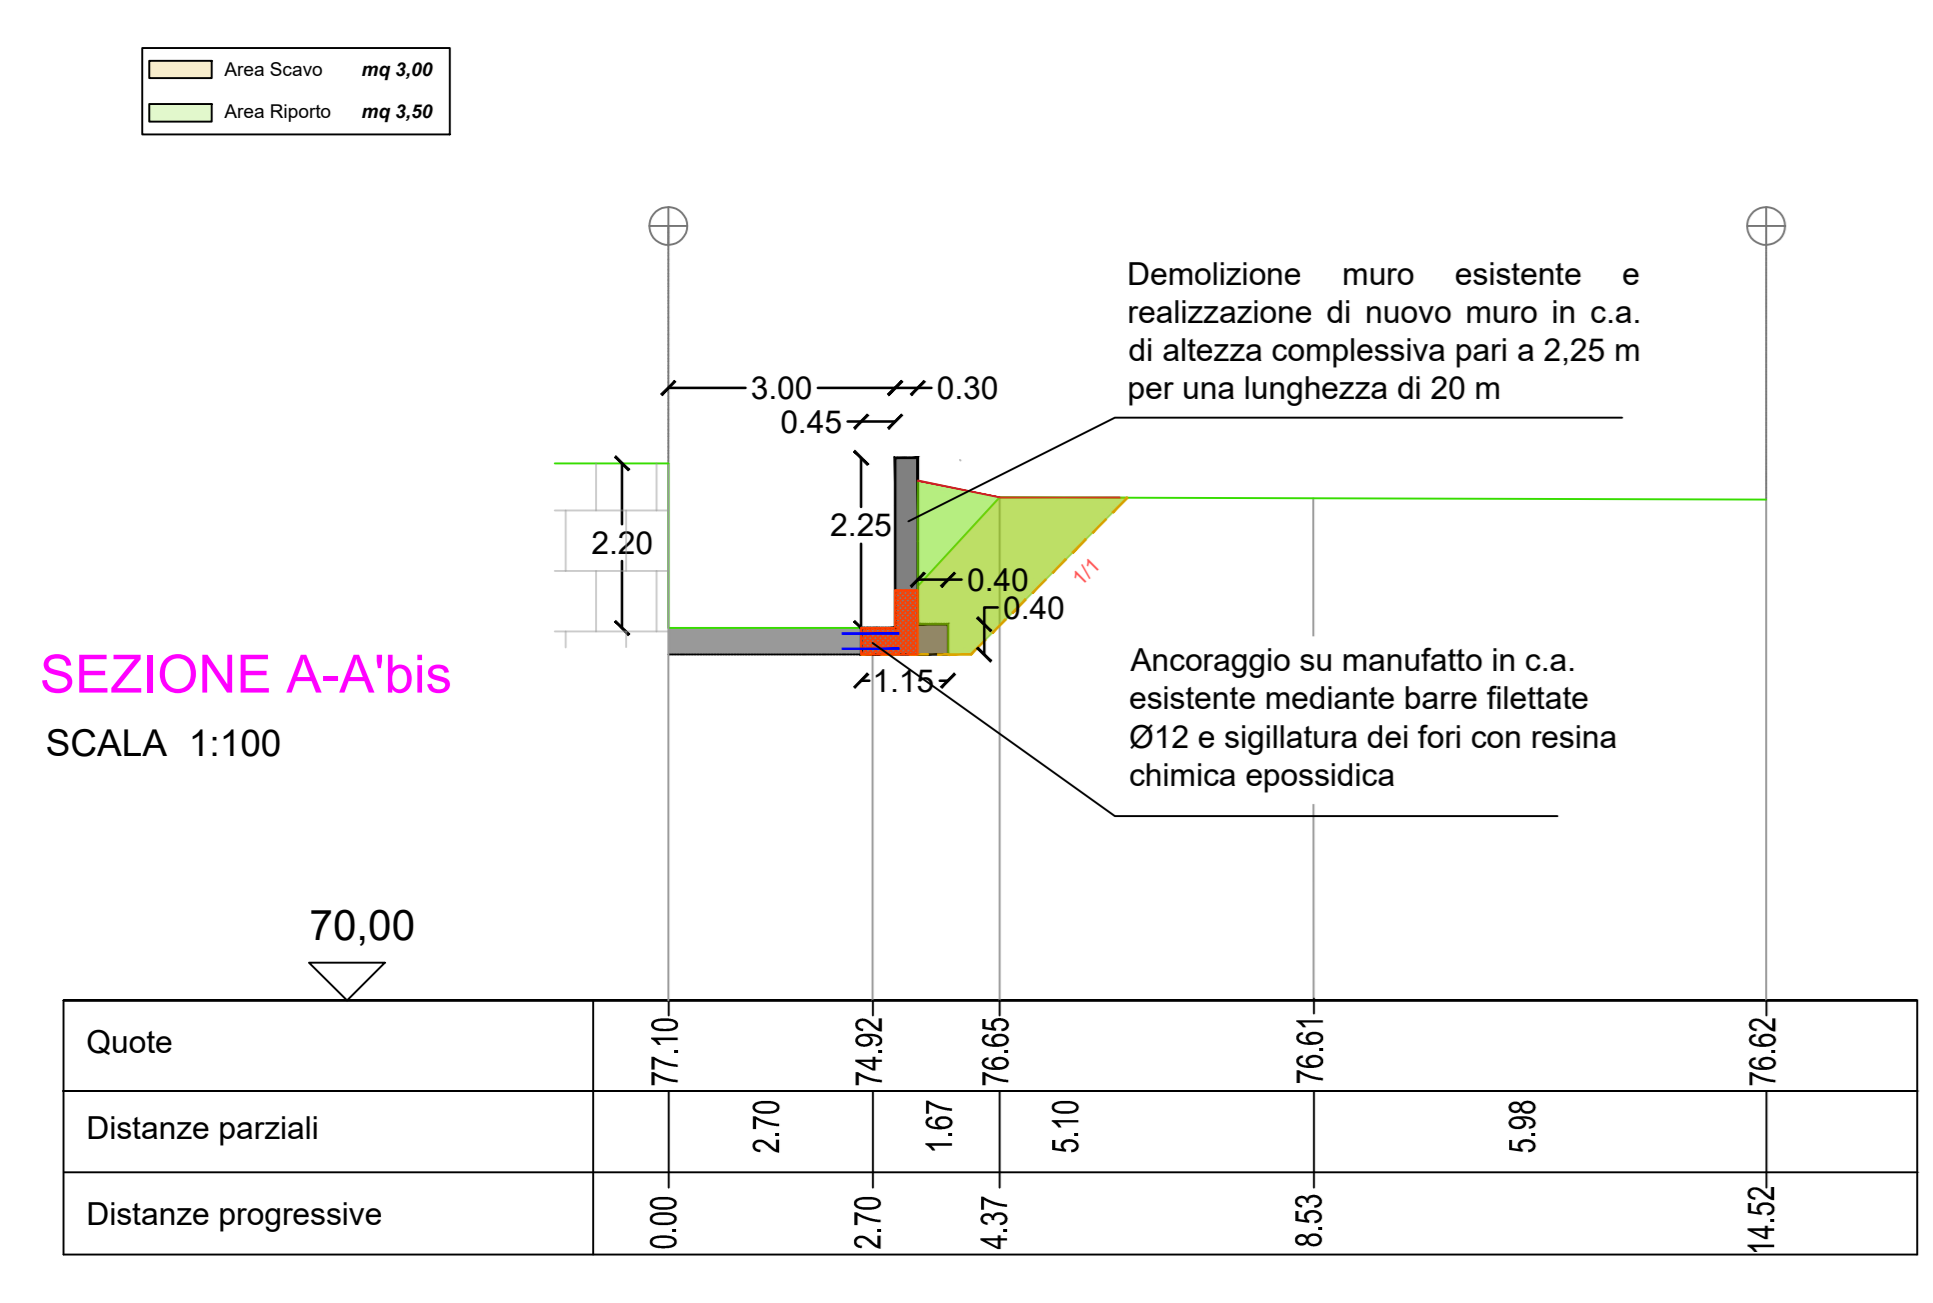 Area Scavo mq 3,00
Area Riporto mq 3,50
Demolizione muro esistente e
realizzazione di nuovo muro in c.a.
di altezza complessiva pari a 2,25 m
per una lunghezza di 20 m
3.00
0.30
0.45
2.25
2.20
0.40
1/1
0.40
1.15
SEZIONE A-A'bis
SCALA 1:100
Ancoraggio su manufatto in c.a.
esistente mediante barre filettate
Ø12 e sigillatura dei fori con resina
chimica epossidica
70,00
Quote 77.10 74.92 76.65 76.61 76.62
Distanze parziali 2.70 1.67 5.10 5.98
Distanze progressive 0.00 2.70 4.37 8.53 14.52